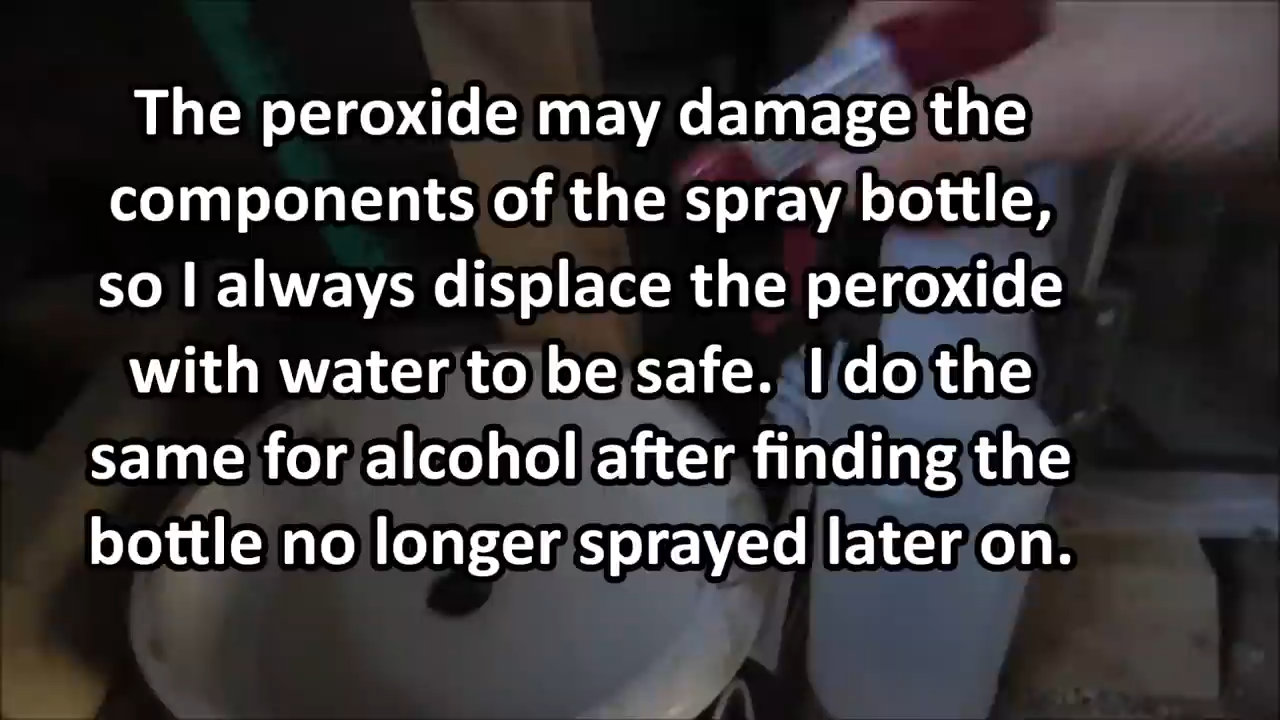 The peroxide may damage the
components of the spray bottle,
so I always displace the peroxide
with water to be safe.  I do the
same for alcohol after finding the
bottle no longer sprayed later on.